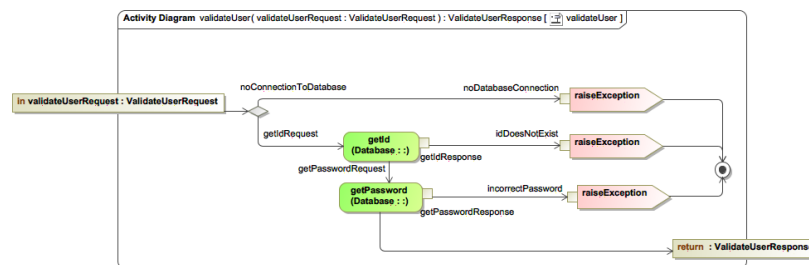 Activity Diagram validateUser( validateUserRequest : ValidateUserRequest ) : ValidateUserResponse [ validateUser ]
noConnectionToDatabase
noDatabaseConnection
raiseException
in validateUserRequest : ValidateUserRequest
getIdRequest
getId
(Database : :)
idDoesNotExist
raiseException
getIdResponse
getPasswordRequest
getPassword
(Database : :)
incorrectPassword
raiseException
getPasswordResponse
return : ValidateUserResponse